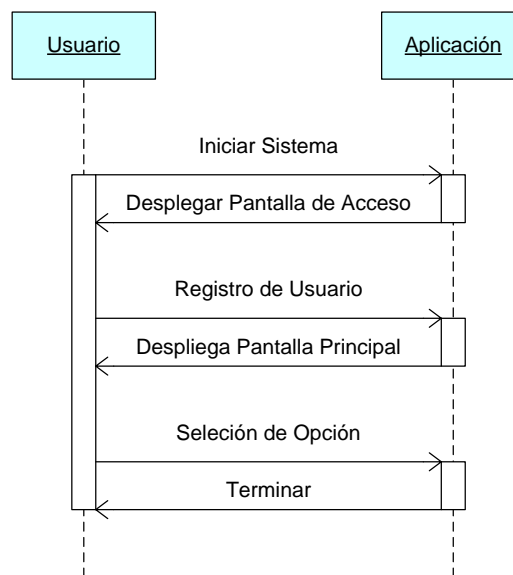 Usuario
Aplicación
Iniciar Sistema
Desplegar Pantalla de Acceso
Registro de Usuario
Despliega Pantalla Principal
Seleción de Opción
Terminar